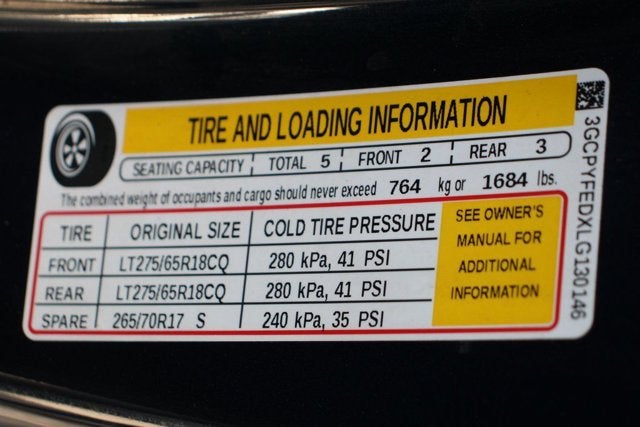 TIRE AND LOADING INFORMATION
SEATING CAPACITY TOTAL 5 FRONT 2 REAR 3
The combined weight of occupants and cargo should never exceed 764 kg or 1684 lbs.
TIRE ORIGINAL SIZE COLD TIRE PRESSURE
FRONT LT275/65R18CQ 280 kPa, 41 PSI
REAR LT275/65R18CQ 280 kPa, 41 PSI
SPARE 265/70R17 S 240 kPa, 35 PSI
SEE OWNER'S
MANUAL FOR
ADDITIONAL
INFORMATION
3GCPYFEDXLG130146